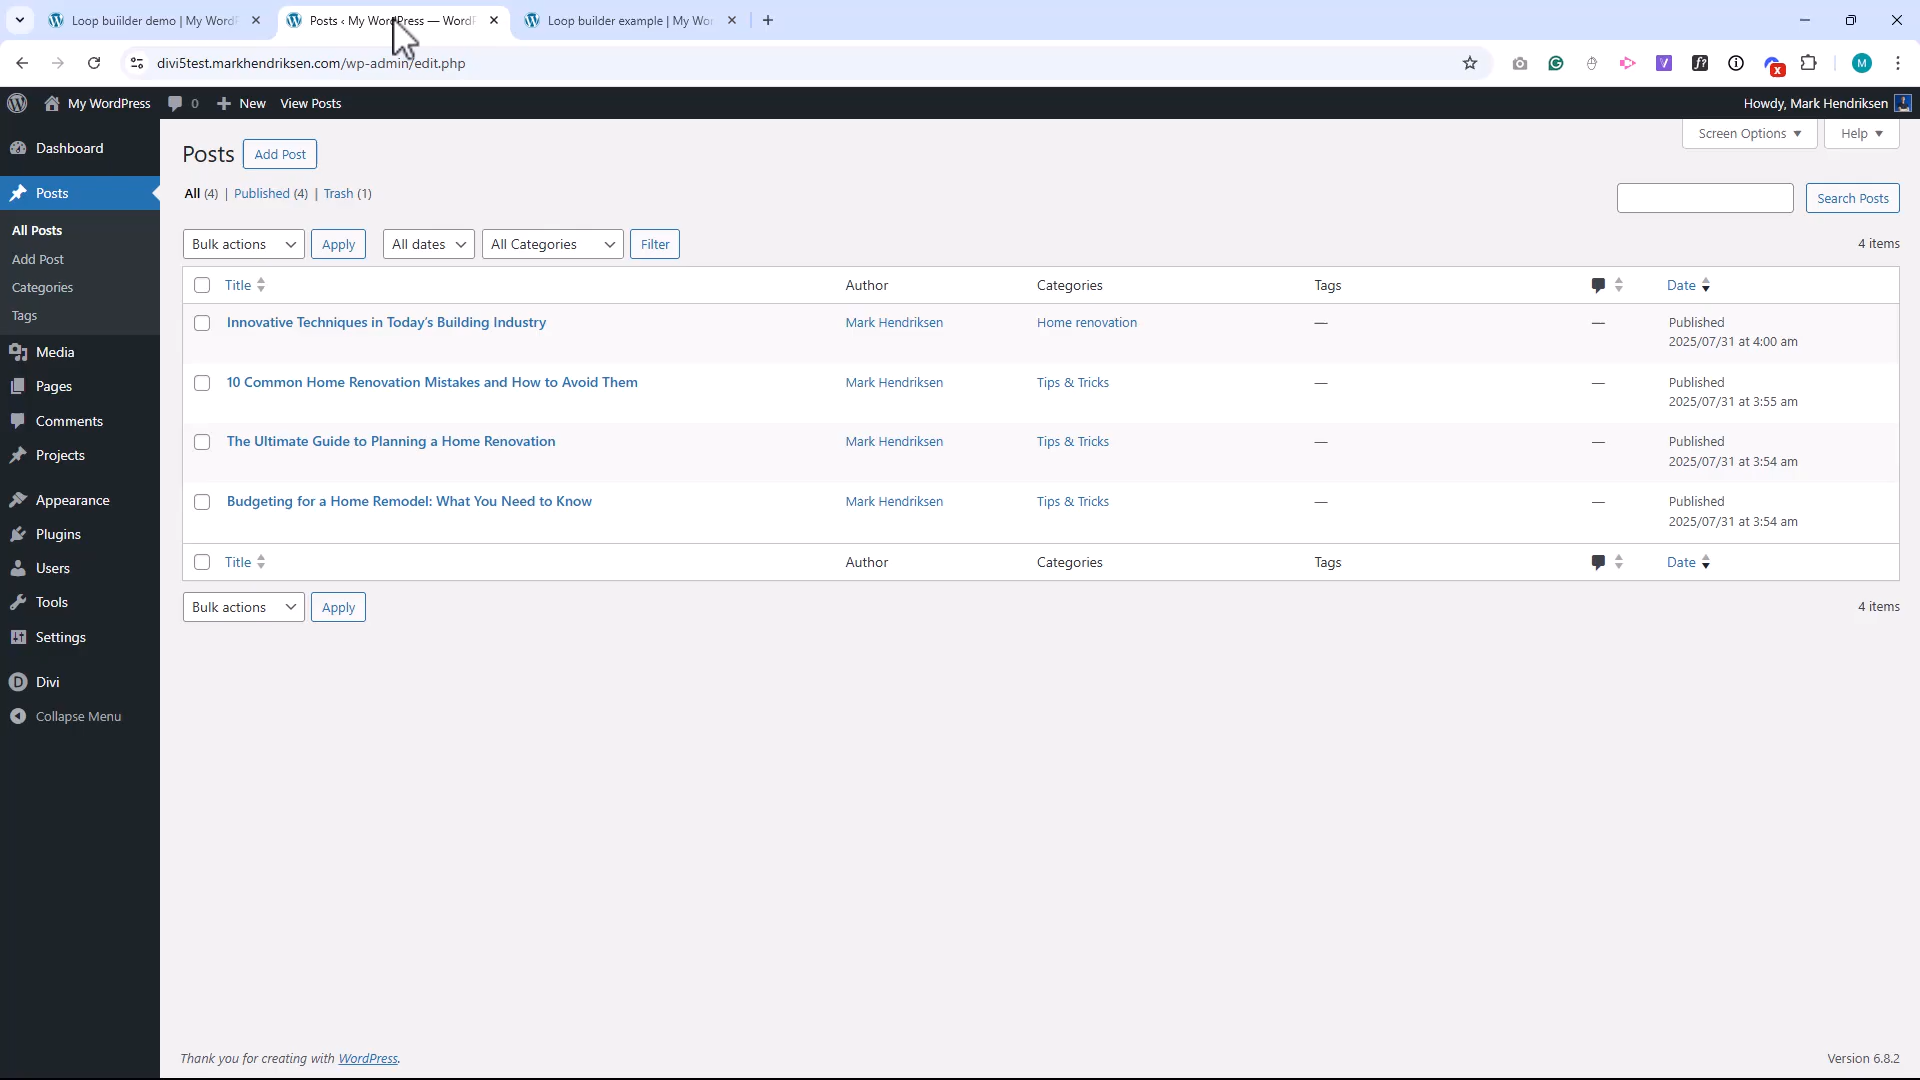 Loop buiilder demo | My WordP
Posts ‹ My WordPress — WordP
Loop builder example | My Wor
divi5test.markhendriksen.com/wp-admin/edit.php
M
My WordPress
0
New
View Posts
Howdy, Mark Hendriksen
Dashboard
Posts
All Posts
Add Post
Categories
Tags
Media
Pages
Comments
Projects
Appearance
Plugins
Users
Tools
Settings
Divi
Collapse Menu
Screen Options
Help
Posts
Add Post
All (4) | Published (4) | Trash (1)
Search Posts
Bulk actions
Apply
All dates
All Categories
Filter
4 items
Title Author Categories Tags Date
Innovative Techniques in Today’s Building Industry Mark Hendriksen Home renovation — — Published
2025/07/31 at 4:00 am
10 Common Home Renovation Mistakes and How to Avoid Them Mark Hendriksen Tips & Tricks — — Published
2025/07/31 at 3:55 am
The Ultimate Guide to Planning a Home Renovation Mark Hendriksen Tips & Tricks — — Published
2025/07/31 at 3:54 am
Budgeting for a Home Remodel: What You Need to Know Mark Hendriksen Tips & Tricks — — Published
2025/07/31 at 3:54 am
Title Author Categories Tags Date
Bulk actions
Apply
4 items
Thank you for creating with WordPress.
Version 6.8.2